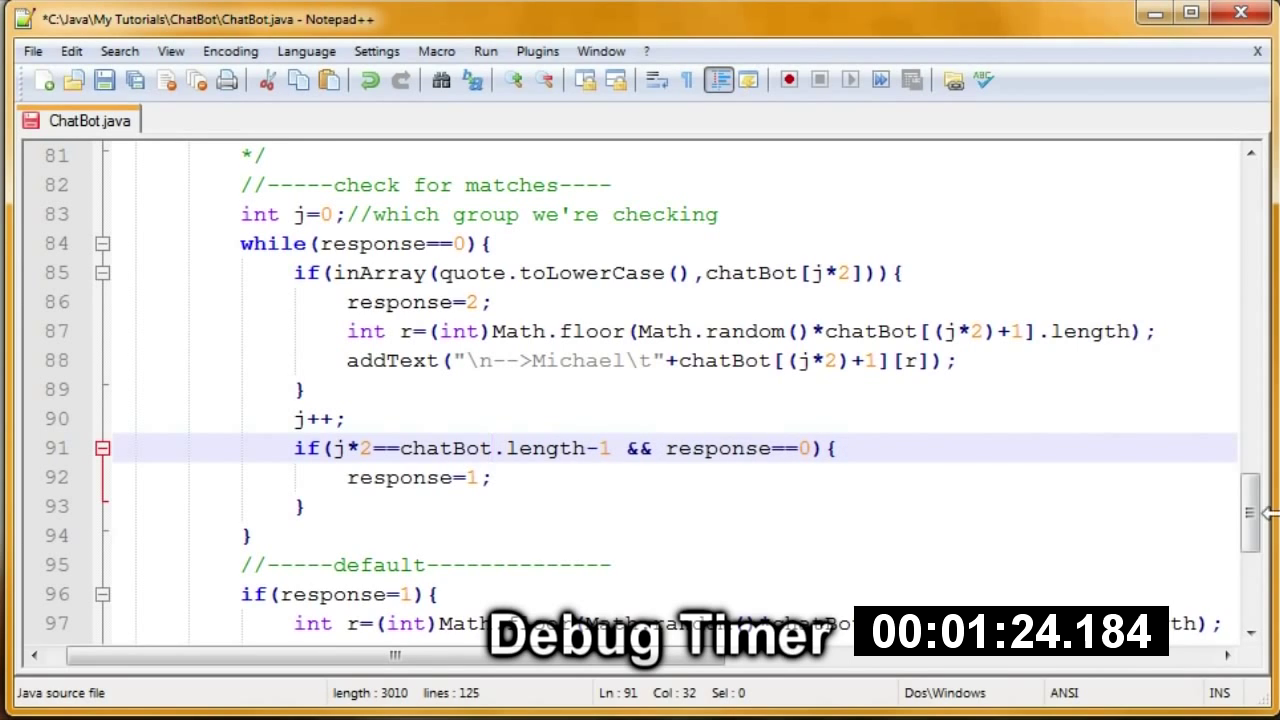 *C:\Java\My Tutorials\ChatBot\ChatBot.java - Notepad++
File Edit Search View Encoding Language Settings Macro Run Plugins Window ? X
ChatBot.java
81 */
82 //-----check for matches----
83 int j=0;//which group we're checking
84 while(response==0){
85 if(inArray(quote.toLowerCase(),chatBot[j*2])){
86 response=2;
87 int r=(int)Math.floor(Math.random()*chatBot[(j*2)+1].length);
88 addText("\n-->Michael\t"+chatBot[(j*2)+1][r]);
89 }
90 j++;
91 if(j*2==chatBot.length-1 && response==0){
92 response=1;
93 }
94 }
95 //-----default--------------
96 if(response=1){
97 int r=(int)Math.floor(Math.random()*chatBo
Debug Timer 00:01:24.184
Java source file length : 3010 lines : 125 Ln : 91 Col : 32 Sel : 0 Dos\Windows ANSI INS